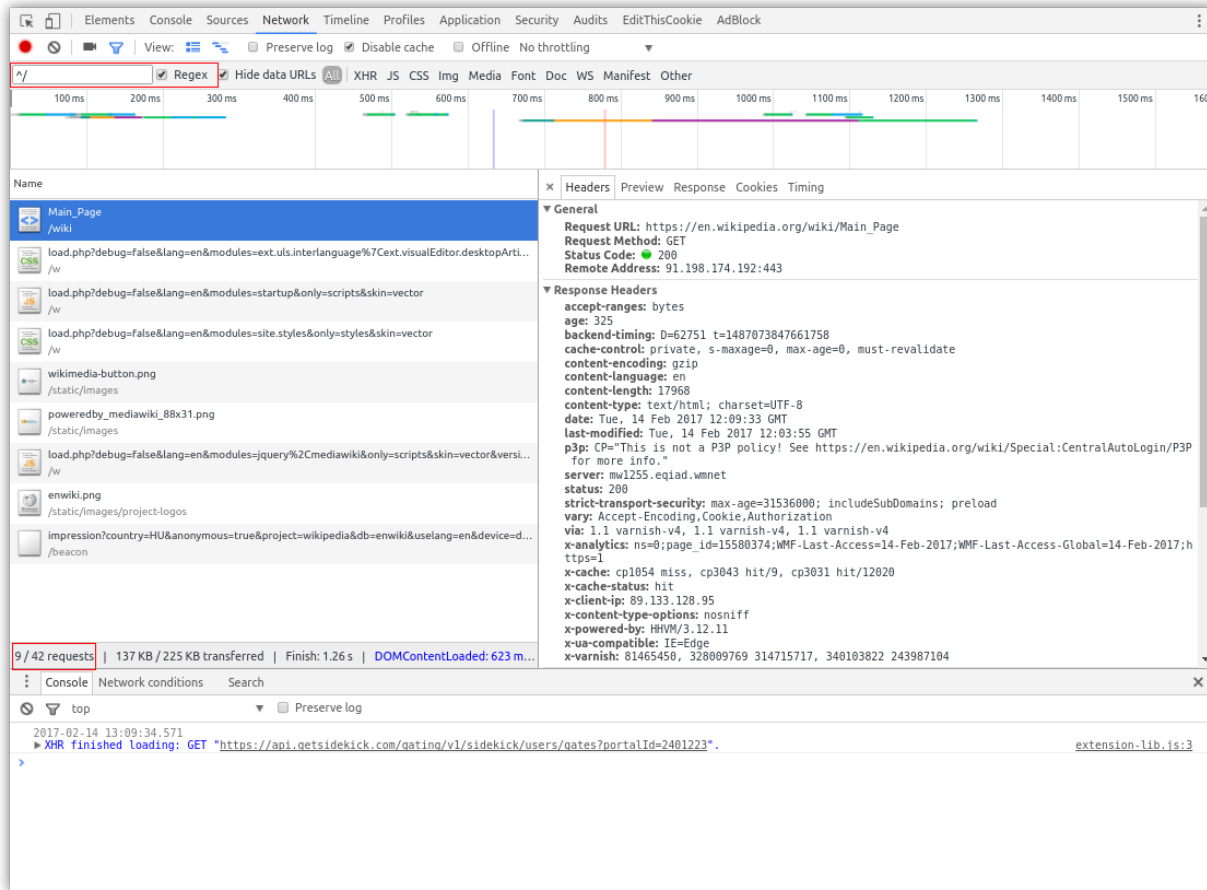 Elements Console Sources Network Timeline Profiles Application Security Audits EditThisCookie AdBlock
View: Preserve log Disable cache Offline No throttling
^/ Regex Hide data URLs All XHR JS CSS Img Media Font Doc WS Manifest Other
100 ms 200 ms 300 ms 400 ms 500 ms 600 ms 700 ms 800 ms 900 ms 1000 ms 1100 ms 1200 ms 1300 ms 1400 ms 1500 ms 160
Name
Main_Page
/wiki
load.php?debug=false&lang=en&modules=ext.uls.interlanguage%7Cext.visualEditor.desktopArti...
/w
load.php?debug=false&lang=en&modules=startup&only=scripts&skin=vector
/w
load.php?debug=false&lang=en&modules=site.styles&only=styles&skin=vector
/w
wikimedia-button.png
/static/images
poweredby_mediawiki_88x31.png
/static/images
load.php?debug=false&lang=en&modules=jquery%2Cmediawiki&only=scripts&skin=vector&versi...
/w
enwiki.png
/static/images/project-logos
impression?country=HU&anonymous=true&project=wikipedia&db=enwiki&uselang=en&device=d...
/beacon
9 / 42 requests | 137 KB / 225 KB transferred | Finish: 1.26 s | DOMContentLoaded: 623 m...
× Headers Preview Response Cookies Timing
General
Request URL: https://en.wikipedia.org/wiki/Main_Page
Request Method: GET
Status Code: 200
Remote Address: 91.198.174.192:443
Response Headers
accept-ranges: bytes
age: 325
backend-timing: D=62751 t=1487073847661758
cache-control: private, s-maxage=0, max-age=0, must-revalidate
content-encoding: gzip
content-language: en
content-length: 17968
content-type: text/html; charset=UTF-8
date: Tue, 14 Feb 2017 12:09:33 GMT
last-modified: Tue, 14 Feb 2017 12:03:55 GMT
p3p: CP="This is not a P3P policy! See https://en.wikipedia.org/wiki/Special:CentralAutoLogin/P3P
for more info."
server: mw1255.eqiad.wmnet
status: 200
strict-transport-security: max-age=31536000; includeSubDomains; preload
vary: Accept-Encoding,Cookie,Authorization
via: 1.1 varnish-v4, 1.1 varnish-v4, 1.1 varnish-v4
x-analytics: ns=0;page_id=15580374;WMF-Last-Access=14-Feb-2017;WMF-Last-Access-Global=14-Feb-2017;h
ttps=1
x-cache: cp1054 miss, cp3043 hit/9, cp3031 hit/12020
x-cache-status: hit
x-client-ip: 89.133.128.95
x-content-type-options: nosniff
x-powered-by: HHVM/3.12.11
x-ua-compatible: IE=Edge
x-varnish: 81465450, 328009769 314715717, 340103822 243987104
Console Network conditions Search
top Preserve log
2017-02-14 13:09:34.571
XHR finished loading: GET "https://api.getsidekick.com/gating/v1/sidekick/users/gates?portalId=2401223". extension-lib.js:3